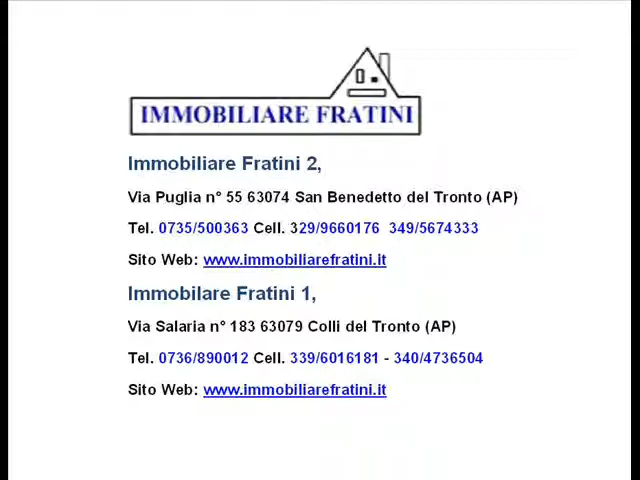 IMMOBILIARE FRATINI
Immobiliare Fratini 2,
Via Puglia n° 55 63074 San Benedetto del Tronto (AP)
Tel. 0735/500363 Cell. 329/9660176 349/5674333
Sito Web: www.immobiliarefratini.it
Immobilare Fratini 1,
Via Salaria n° 183 63079 Colli del Tronto (AP)
Tel. 0736/890012 Cell. 339/6016181 - 340/4736504
Sito Web: www.immobiliarefratini.it